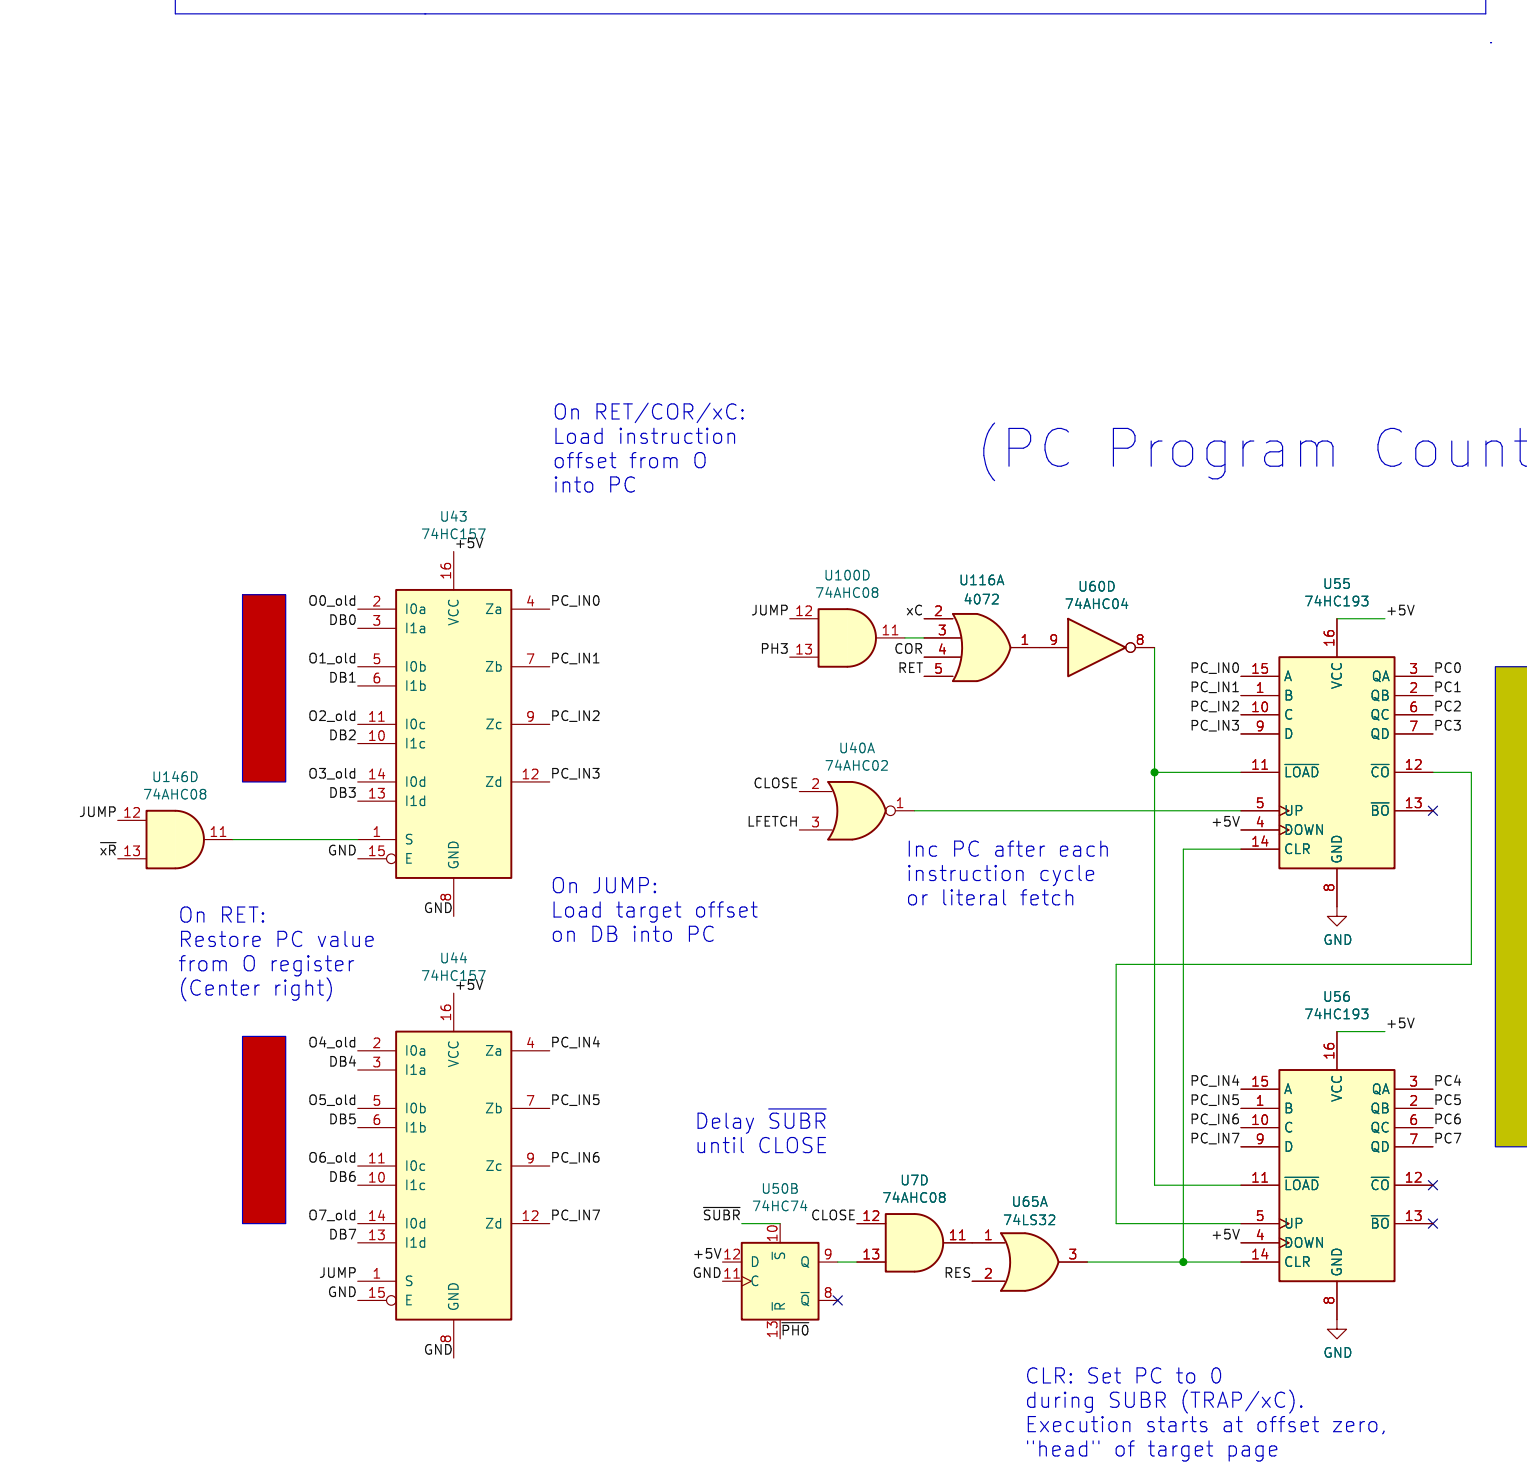 On RET/COR/xC:
Load instruction
offset from O
into PC
(PC Program Count
U43
74HC157
+5V
16
VCC
O0_old 2 I0a Za 4 PC_IN0
DB0 3 I1a
O1_old 5 I0b Zb 7 PC_IN1
DB1 6 I1b
O2_old 11 I0c Zc 9 PC_IN2
DB2 10 I1c
O3_old 14 I0d Zd 12 PC_IN3
DB3 13 I1d
1 S
GND 15 E
GND
8
GND
U146D
74AHC08
JUMP 12
11
xR 13
On RET:
Restore PC value
from O register
(Center right)
On JUMP:
Load target offset
on DB into PC
U44
74HC157
+5V
16
VCC
O4_old 2 I0a Za 4 PC_IN4
DB4 3 I1a
O5_old 5 I0b Zb 7 PC_IN5
DB5 6 I1b
O6_old 11 I0c Zc 9 PC_IN6
DB6 10 I1c
O7_old 14 I0d Zd 12 PC_IN7
DB7 13 I1d
JUMP 1 S
GND 15 E
GND
8
GND
U100D
74AHC08
JUMP 12
11
PH3 13
U116A
4072
xC 2
3
COR 4
RET 5
1
U60D
74AHC04
9 8
U40A
74AHC02
CLOSE 2
1
LFETCH 3
Inc PC after each
instruction cycle
or literal fetch
U55
74HC193
+5V
16
VCC
PC_IN0 15 A QA 3 PC0
PC_IN1 1 B QB 2 PC1
PC_IN2 10 C QC 6 PC2
PC_IN3 9 D QD 7 PC3
11 LOAD CO 12
5 UP BO 13
+5V 4 DOWN
14 CLR
GND
8
GND
U56
74HC193
+5V
16
VCC
PC_IN4 15 A QA 3 PC4
PC_IN5 1 B QB 2 PC5
PC_IN6 10 C QC 6 PC6
PC_IN7 9 D QD 7 PC7
11 LOAD CO 12
5 UP BO 13
+5V 4 DOWN
14 CLR
GND
8
GND
Delay SUBR
until CLOSE
U50B
74HC74
SUBR
10
S
+5V 12 D Q 9
GND 11 C
Q 8
R
13 PH0
U7D
74AHC08
CLOSE 12
11
13
U65A
74LS32
1
3
RES 2
CLR: Set PC to 0
during SUBR (TRAP/xC).
Execution starts at offset zero,
"head" of target page